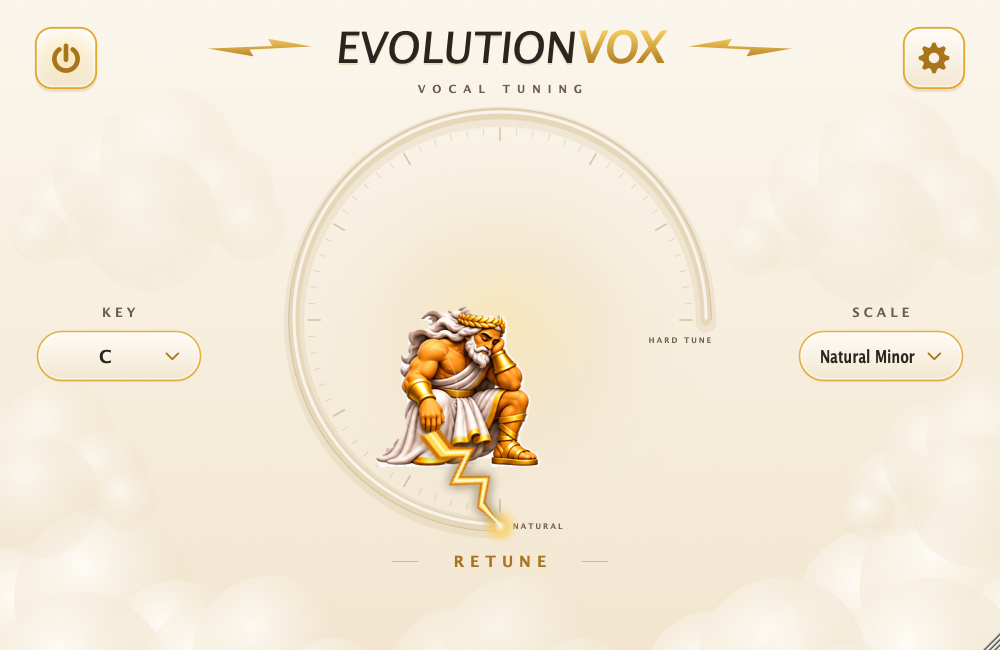 EVOLUTIONVOX
VOCAL TUNING
KEY
C
SCALE
Natural Minor
HARD TUNE
NATURAL
RETUNE